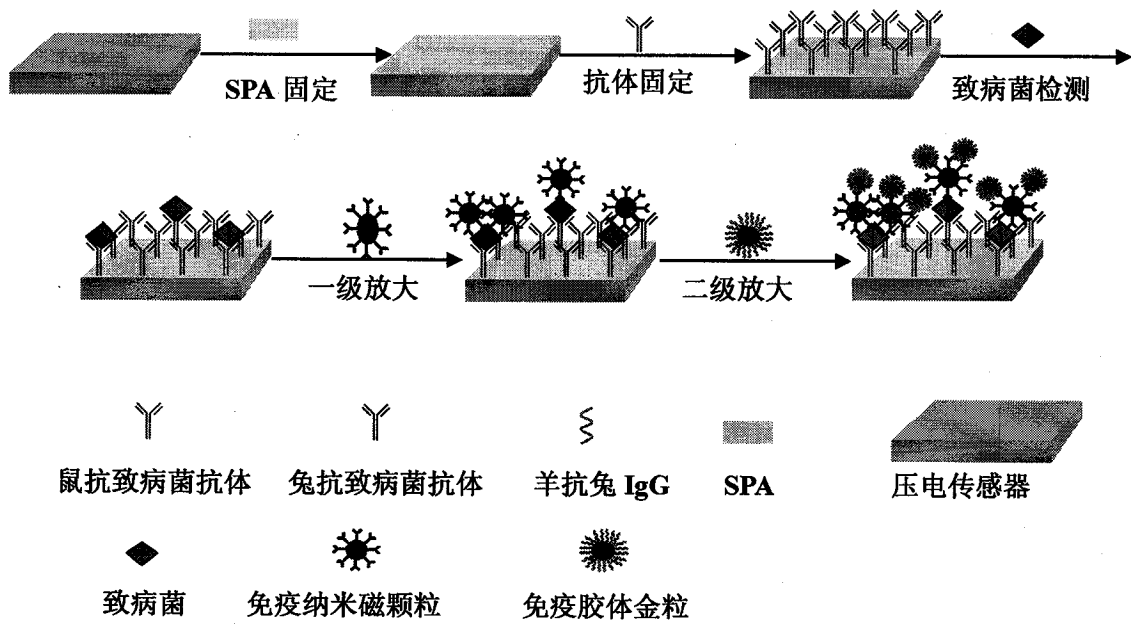 SPA 固定
抗体固定
致病菌检测
一级放大
二级放大
鼠抗致病菌抗体
兔抗致病菌抗体
羊抗兔 IgG
SPA
压电传感器
致病菌
免疫纳米磁颗粒
免疫胶体金粒